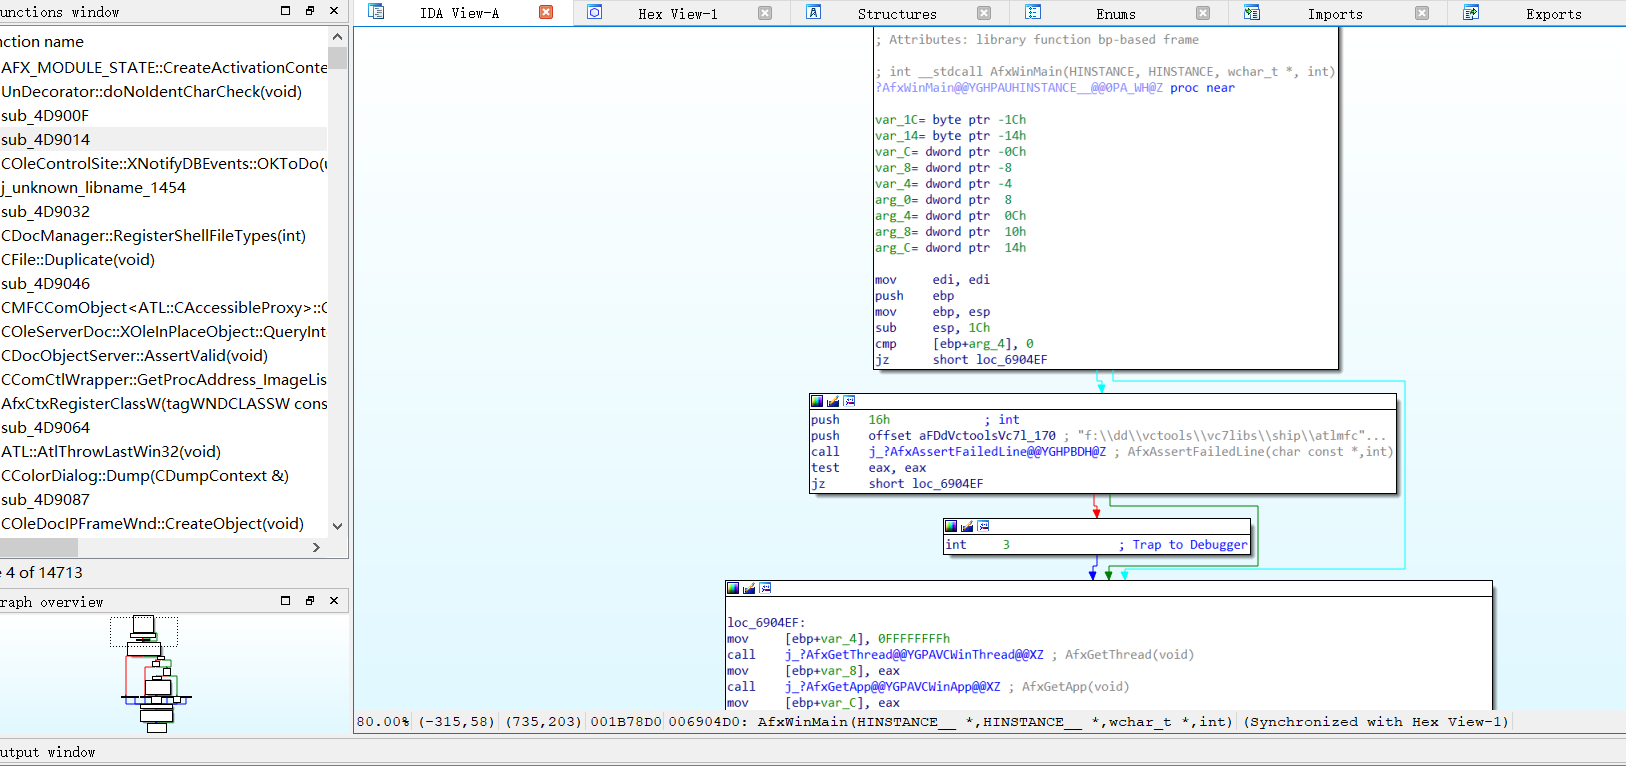 unctions window
IDA View-A
Hex View-1
Structures
Enums
Imports
Exports
nction name
AFX_MODULE_STATE::CreateActivationConte
UnDecorator::doNoIdentCharCheck(void)
sub_4D900F
sub_4D9014
COleControlSite::XNotifyDBEvents::OKToDo(u
j_unknown_libname_1454
sub_4D9032
CDocManager::RegisterShellFileTypes(int)
CFile::Duplicate(void)
sub_4D9046
CMFCComObject<ATL::CAccessibleProxy>::C
COleServerDoc::XOleInPlaceObject::QueryInt
CDocObjectServer::AssertValid(void)
CComCtlWrapper::GetProcAddress_ImageLis
AfxCtxRegisterClassW(tagWNDCLASSW cons
sub_4D9064
ATL::AtlThrowLastWin32(void)
CColorDialog::Dump(CDumpContext &)
sub_4D9087
COleDocIPFrameWnd::CreateObject(void)
e 4 of 14713
raph overview
; Attributes: library function bp-based frame
; int __stdcall AfxWinMain(HINSTANCE, HINSTANCE, wchar_t *, int)
?AfxWinMain@@YGHPAUHINSTANCE__@@0PA_WH@Z proc near
var_1C= byte ptr -1Ch
var_14= byte ptr -14h
var_C= dword ptr -0Ch
var_8= dword ptr -8
var_4= dword ptr -4
arg_0= dword ptr  8
arg_4= dword ptr  0Ch
arg_8= dword ptr  10h
arg_C= dword ptr  14h
mov     edi, edi
push    ebp
mov     ebp, esp
sub     esp, 1Ch
cmp     [ebp+arg_4], 0
jz      short loc_6904EF
push    16h             ; int
push    offset aFDdVctoolsVc7l_170 ; "f:\\dd\\vctools\\vc7libs\\ship\\atlmfc"...
call    j_?AfxAssertFailedLine@@YGHPBDH@Z ; AfxAssertFailedLine(char const *,int)
test    eax, eax
jz      short loc_6904EF
int     3               ; Trap to Debugger
loc_6904EF:
mov     [ebp+var_4], 0FFFFFFFFh
call    j_?AfxGetThread@@YGPAVCWinThread@@XZ ; AfxGetThread(void)
mov     [ebp+var_8], eax
call    j_?AfxGetApp@@YGPAVCWinApp@@XZ ; AfxGetApp(void)
mov     [ebp+var_C], eax
80.00% (-315,58) (735,203) 001B78D0 006904D0: AfxWinMain(HINSTANCE__ *,HINSTANCE__ *,wchar_t *,int) (Synchronized with Hex View-1)
utput window